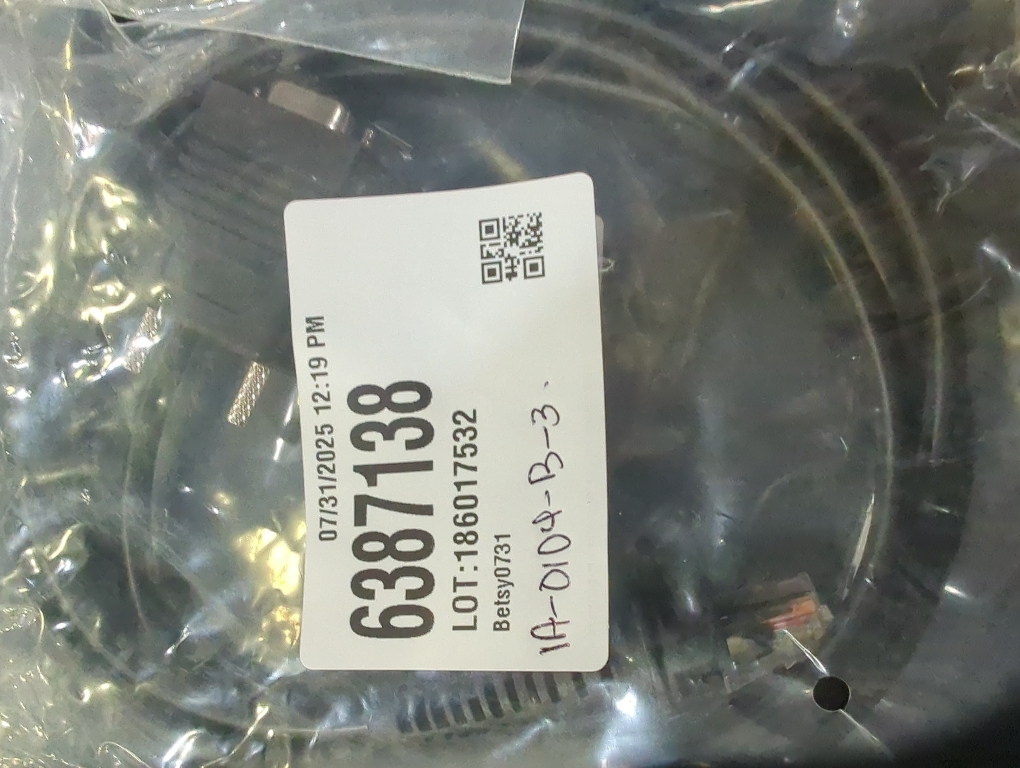 07/31/2025 12:19 PM
6387138
LOT:186017532
Betsy0731
1A-0104-B-3.